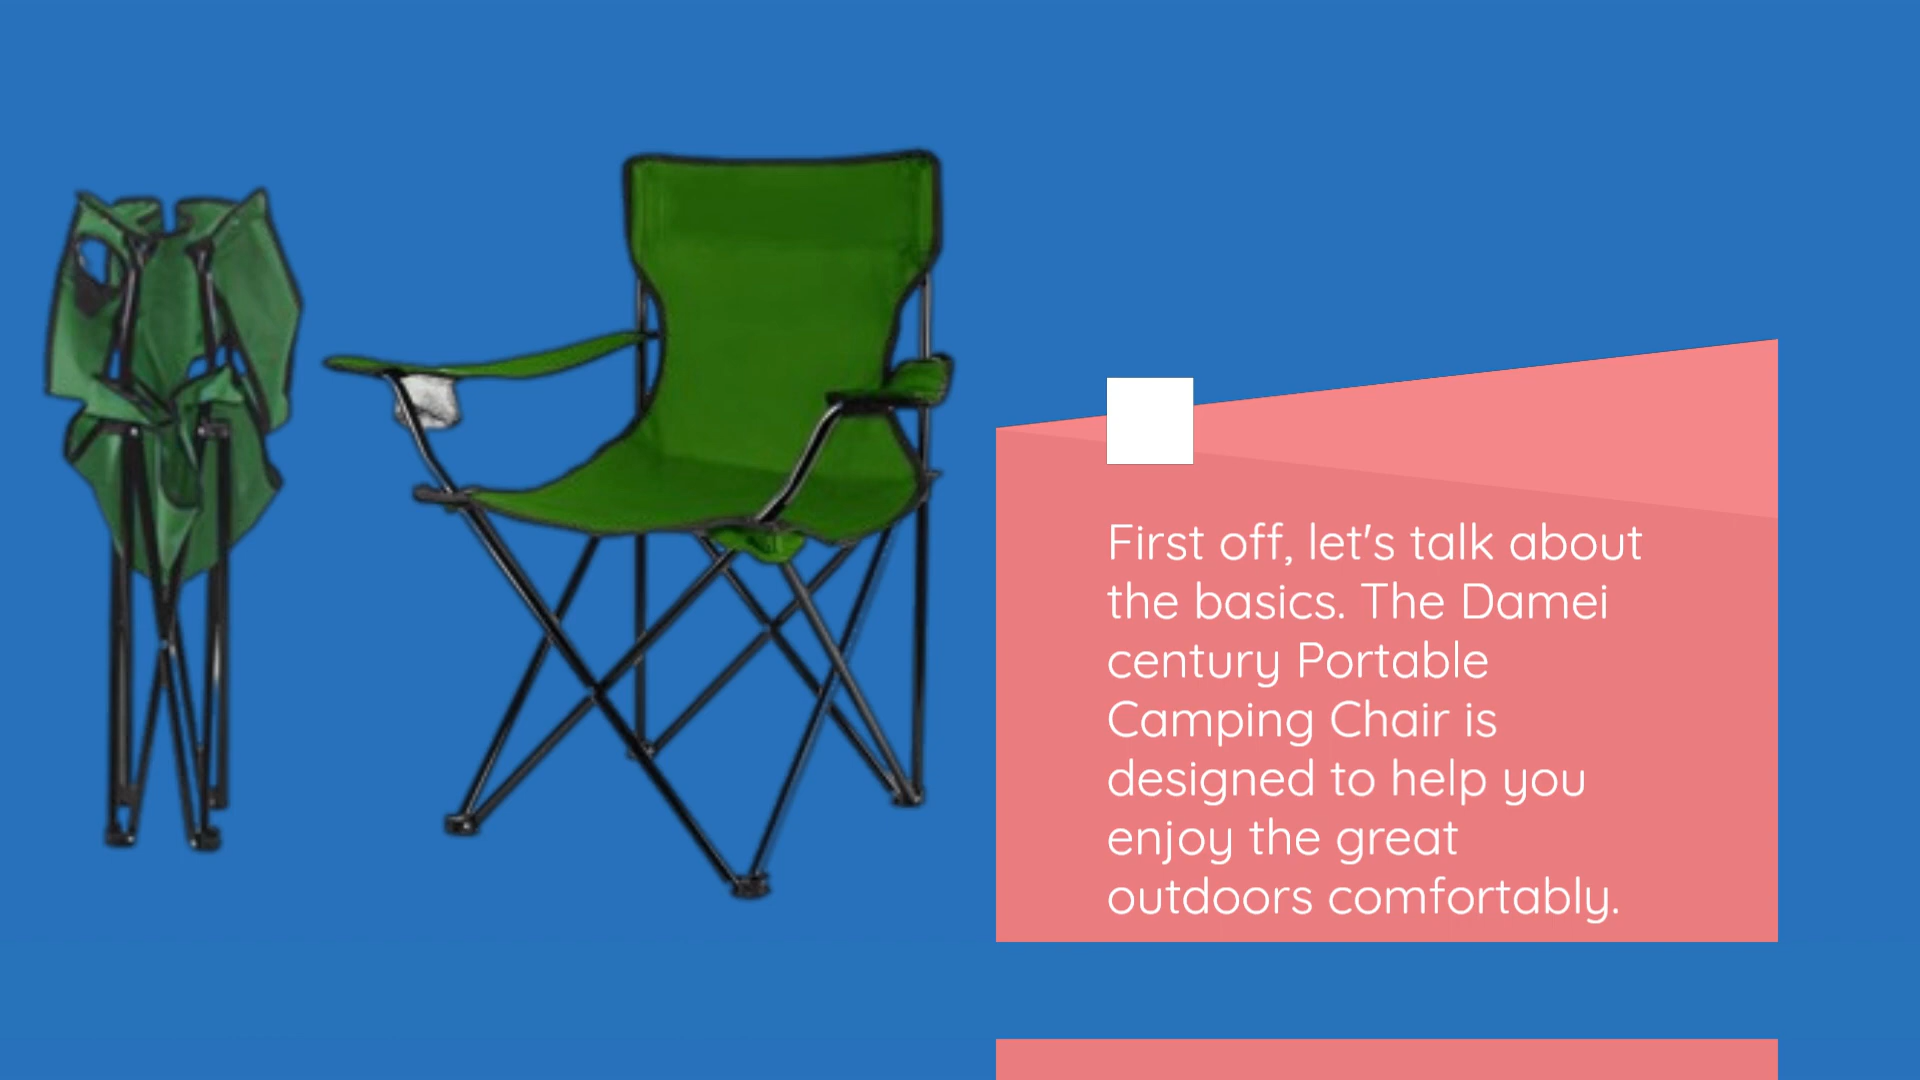 First off, let's talk about
the basics. The Damei
century Portable
Camping Chair is
designed to help you
enjoy the great
outdoors comfortably.